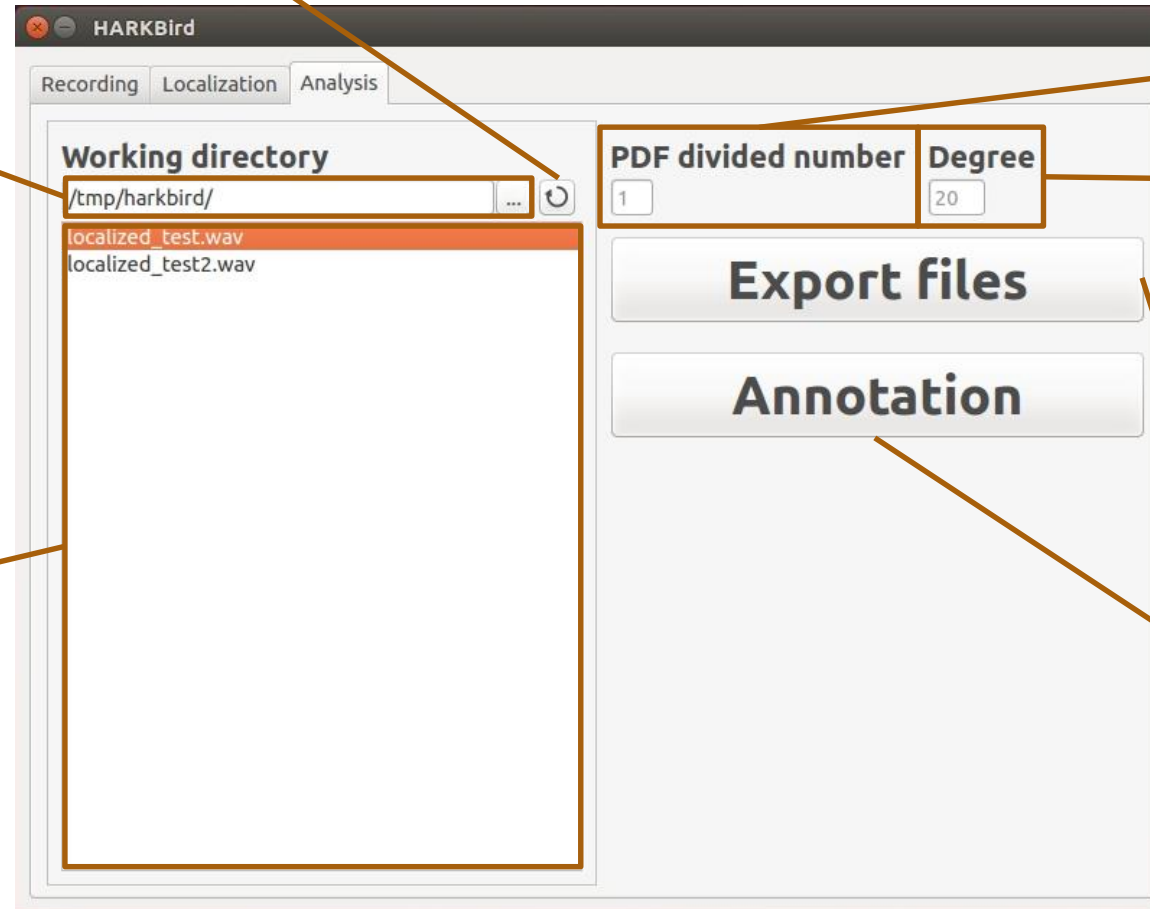 HARKBird
Recording Localization Analysis
Working directory
/tmp/harkbird/ ...
localized_test.wav
localized_test2.wav
PDF divided number Degree
1 20
Export files
Annotation